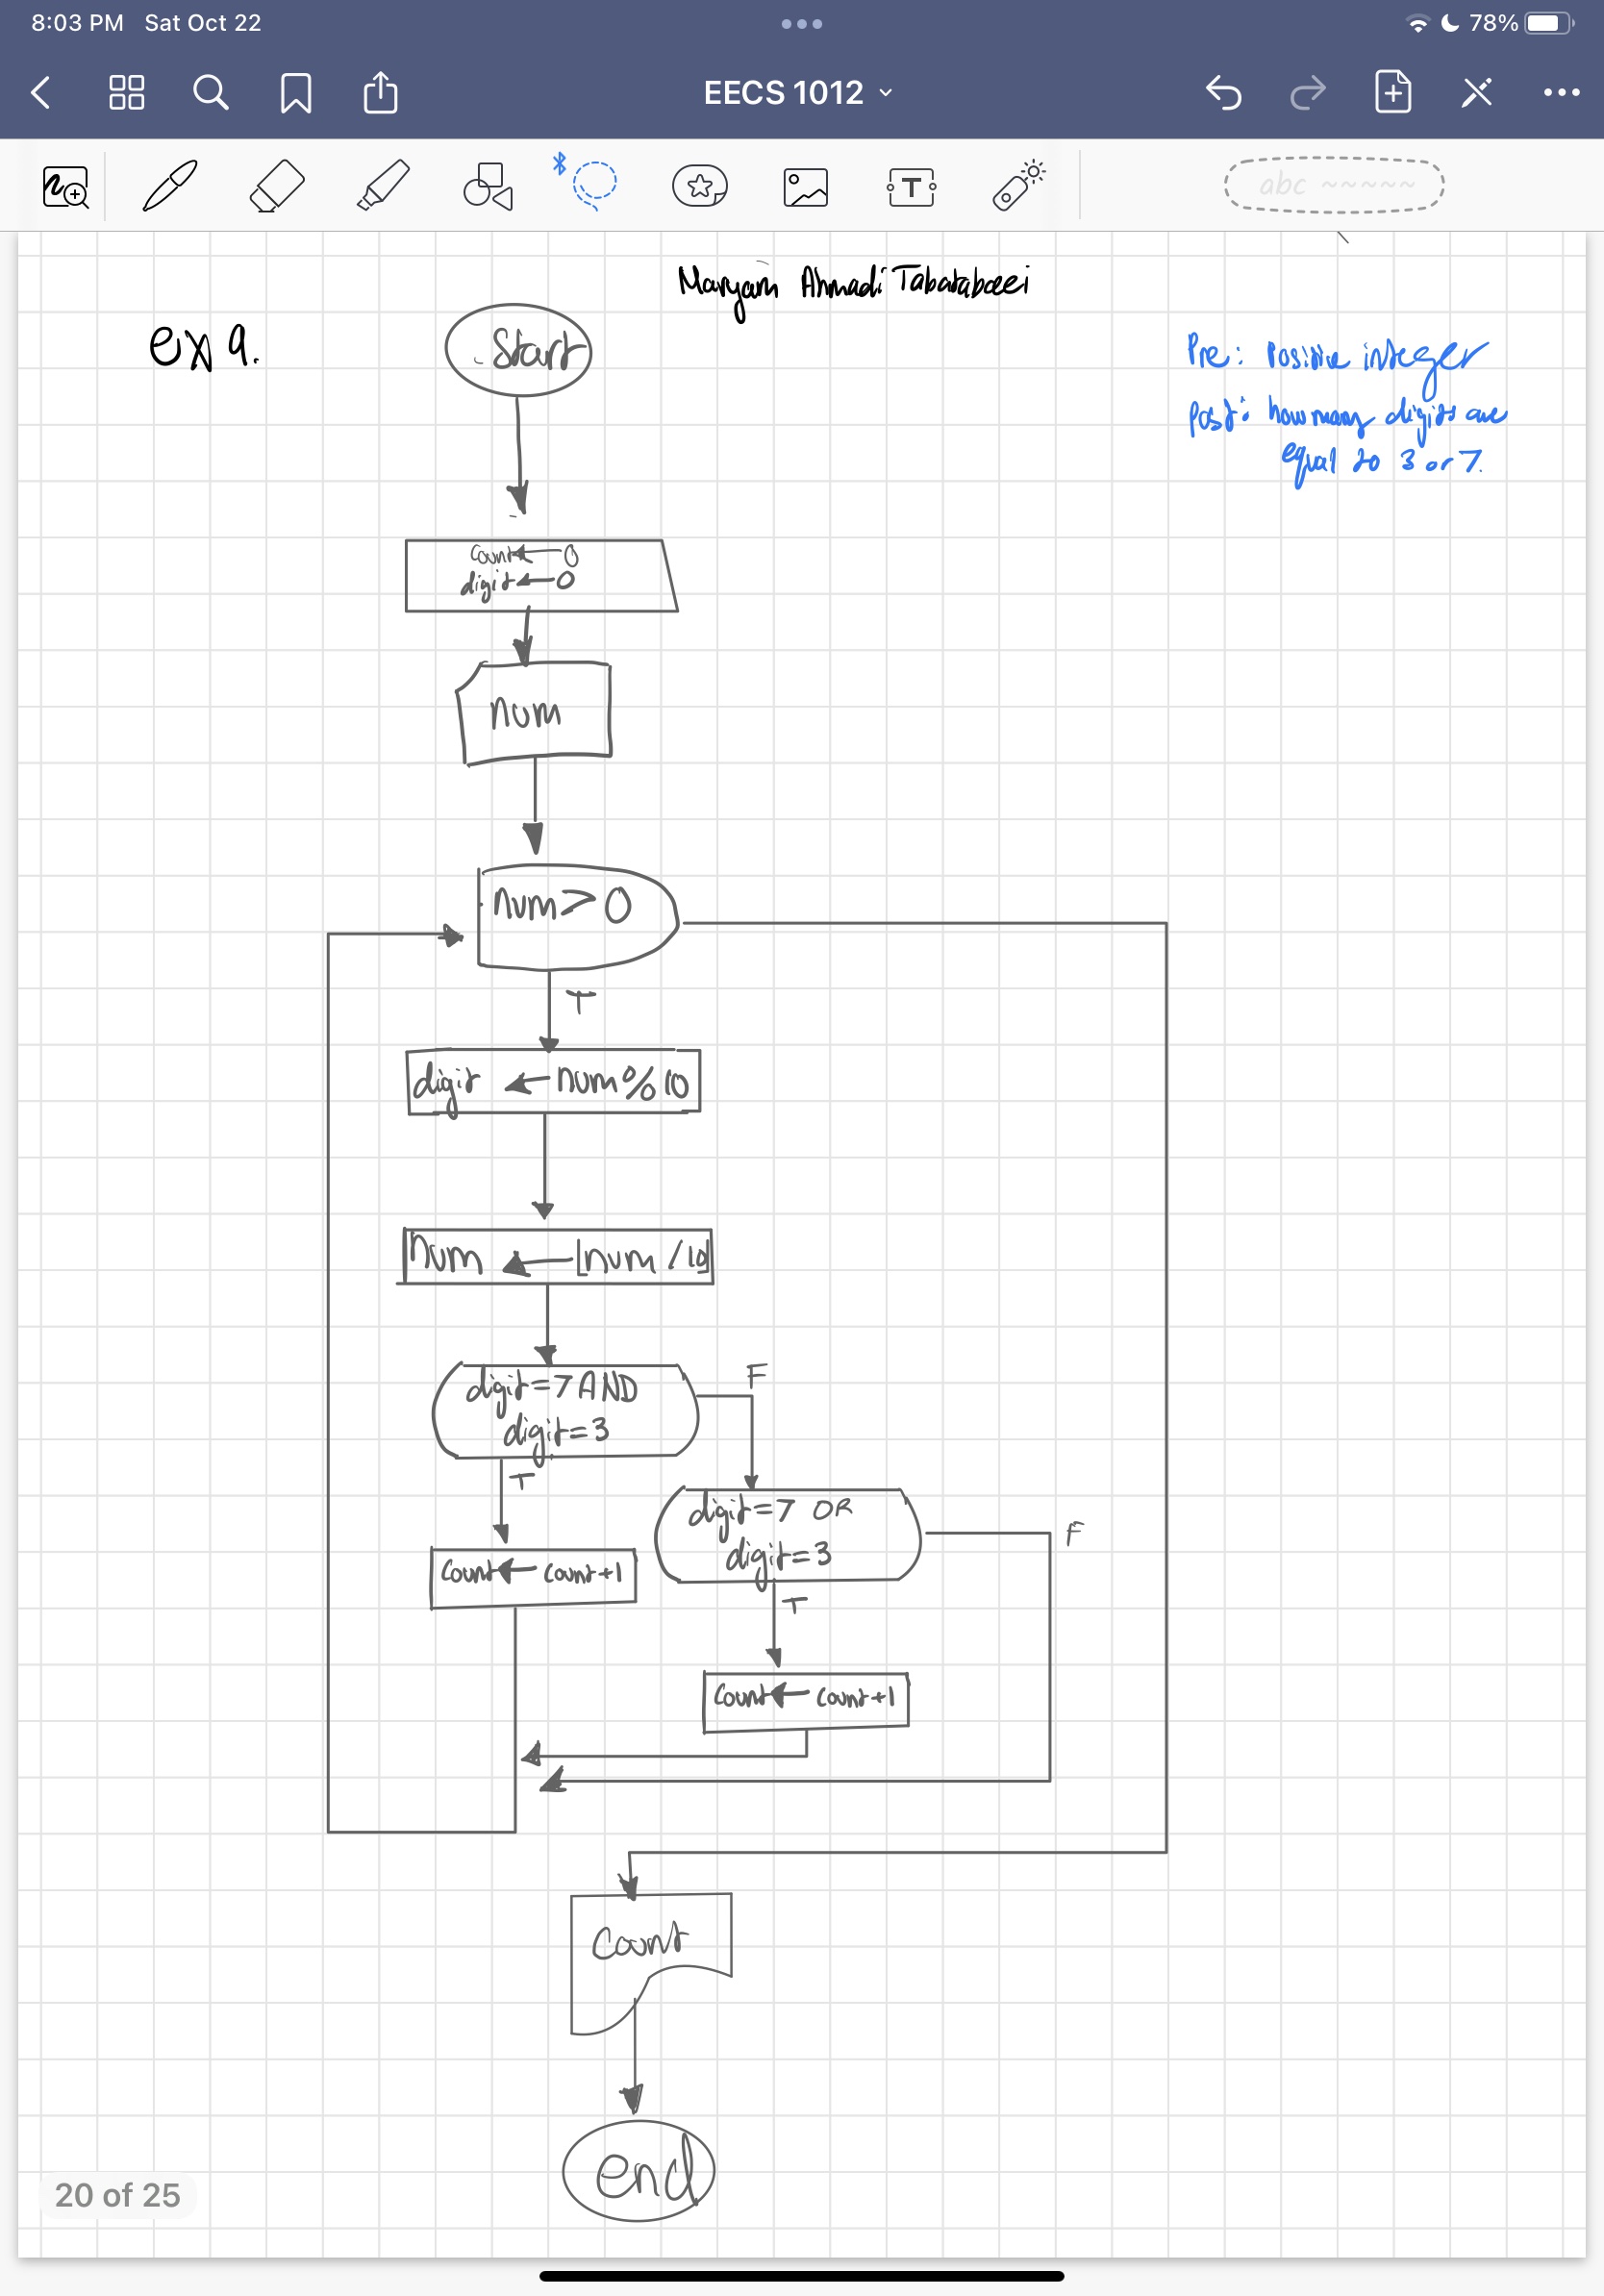 8:03 PM Sat Oct 22
78%
EECS 1012
T
abc
Maryam Ahmadi Tabatabaei
ex 9.
Start
Pre: Positive integer
Post: how many digits are
equal to 3 or 7.
Count ← 0
digit ← 0
num
num > 0
T
digit ← num % 10
num ← ⌊num / 10⌋
digit = 7 AND
digit = 3
F
T
digit = 7 OR
digit = 3
F
Count ← count + 1
T
Count ← count + 1
Count
end
20 of 25